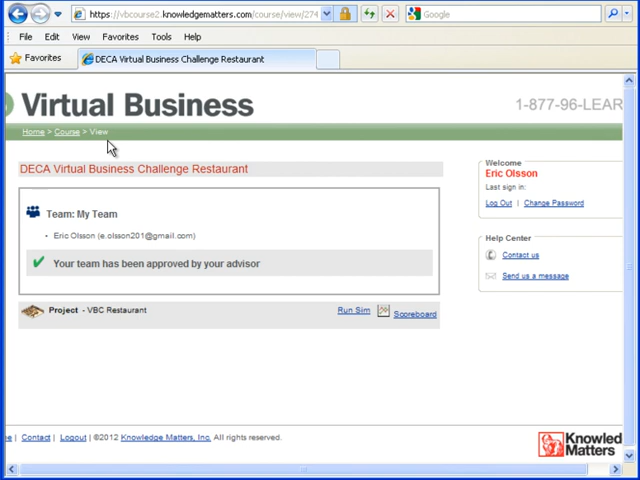 https://vbcourse2.knowledgematters.com/course/view/274
Google
File Edit View Favorites Tools Help
Favorites DECA Virtual Business Challenge Restaurant
Virtual Business
1-877-96-LEAR
Home > Course > View
DECA Virtual Business Challenge Restaurant
Welcome
Eric Olsson
Last sign in:
Log Out | Change Password
Team: My Team
• Eric Olsson (e.olsson201@gmail.com)
Your team has been approved by your advisor
Help Center
Contact us
Send us a message
Project - VBC Restaurant Run Sim Scoreboard
| Contact | Logout | ©2012 Knowledge Matters, Inc. All rights reserved.
Knowled
Matters